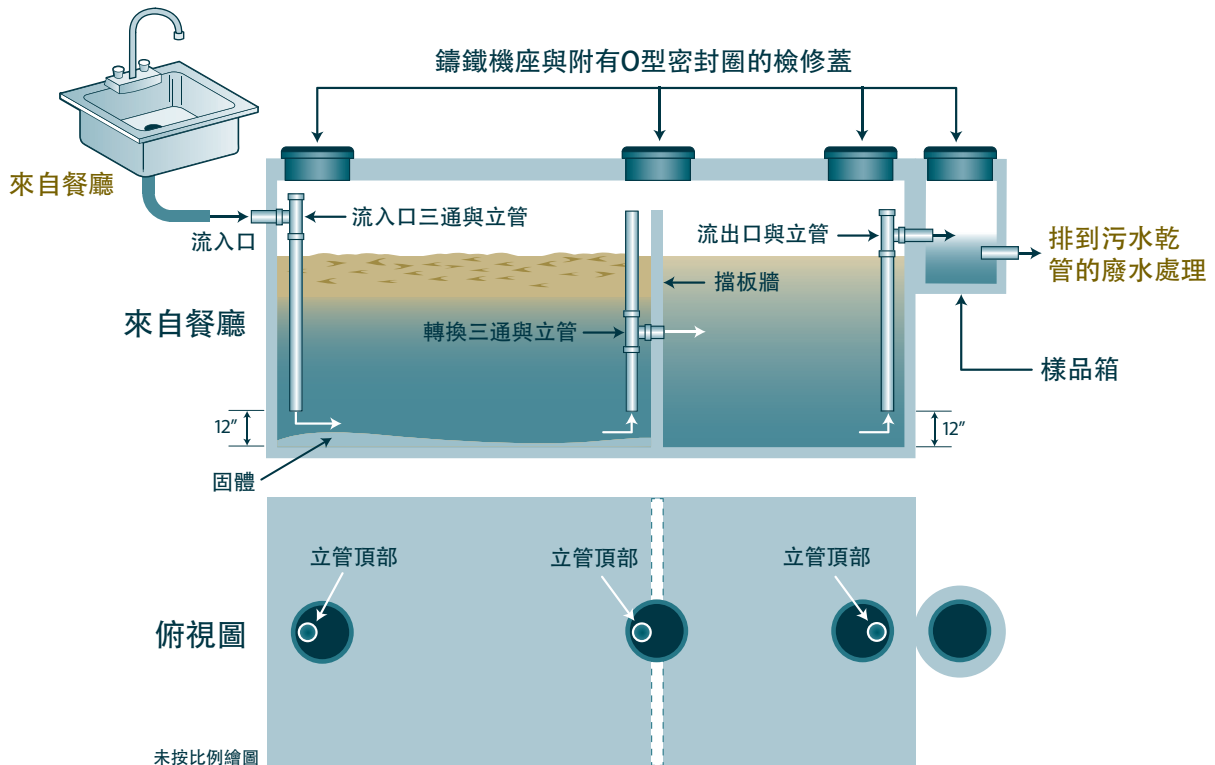 鑄鐵機座與附有O型密封圈的檢修蓋
來自餐廳
流入口
流入口三通與立管
流出口與立管
排到污水乾
管的廢水處理
擋板牆
來自餐廳
轉換三通與立管
樣品箱
12”
12”
固體
立管頂部
立管頂部
立管頂部
俯視圖
未按比例繪圖